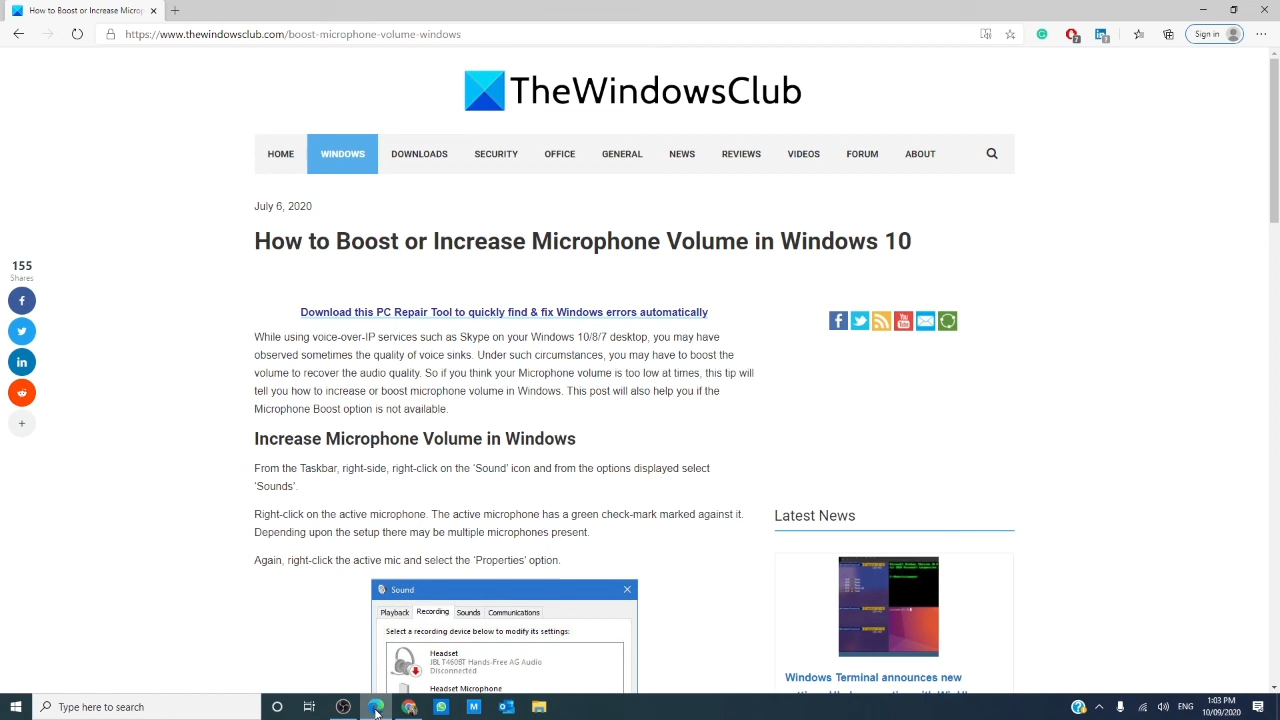 How to Boost or Increase Microp
https://www.thewindowsclub.com/boost-microphone-volume-windows
Sign in
TheWindowsClub
HOME WINDOWS DOWNLOADS SECURITY OFFICE GENERAL NEWS REVIEWS VIDEOS FORUM ABOUT
July 6, 2020
How to Boost or Increase Microphone Volume in Windows 10
155
Shares
Download this PC Repair Tool to quickly find & fix Windows errors automatically
While using voice-over-IP services such as Skype on your Windows 10/8/7 desktop, you may have
observed sometimes the quality of voice sinks. Under such circumstances, you may have to boost the
volume to recover the audio quality. So if you think your Microphone volume is too low at times, this tip will
tell you how to increase or boost microphone volume in Windows. This post will also help you if the
Microphone Boost option is not available.
Increase Microphone Volume in Windows
From the Taskbar, right-side, right-click on the ‘Sound’ icon and from the options displayed select
‘Sounds’.
Right-click on the active microphone. The active microphone has a green check-mark marked against it.
Depending upon the setup there may be multiple microphones present.
Again, right-click the active mic and select the ‘Properties’ option.
Sound
Playback Recording Sounds Communications
Select a recording device below to modify its settings:
Headset
JBL T460BT Hands-Free AG Audio
Disconnected
Headset Microphone
Latest News
Windows Terminal announces new
Type here to search
ENG
1:03 PM
10/09/2020